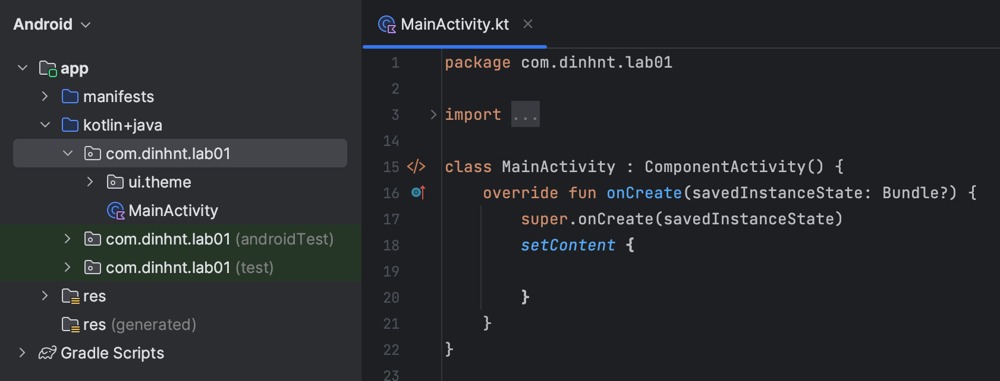 Android
app
manifests
kotlin+java
com.dinhnt.lab01
ui.theme
MainActivity
com.dinhnt.lab01 (androidTest)
com.dinhnt.lab01 (test)
res
res (generated)
Gradle Scripts
MainActivity.kt
1 package com.dinhnt.lab01
2
3 import ...
14
15 class MainActivity : ComponentActivity() {
16 override fun onCreate(savedInstanceState: Bundle?) {
17 super.onCreate(savedInstanceState)
18 setContent {
19
20 }
21 }
22 }
23